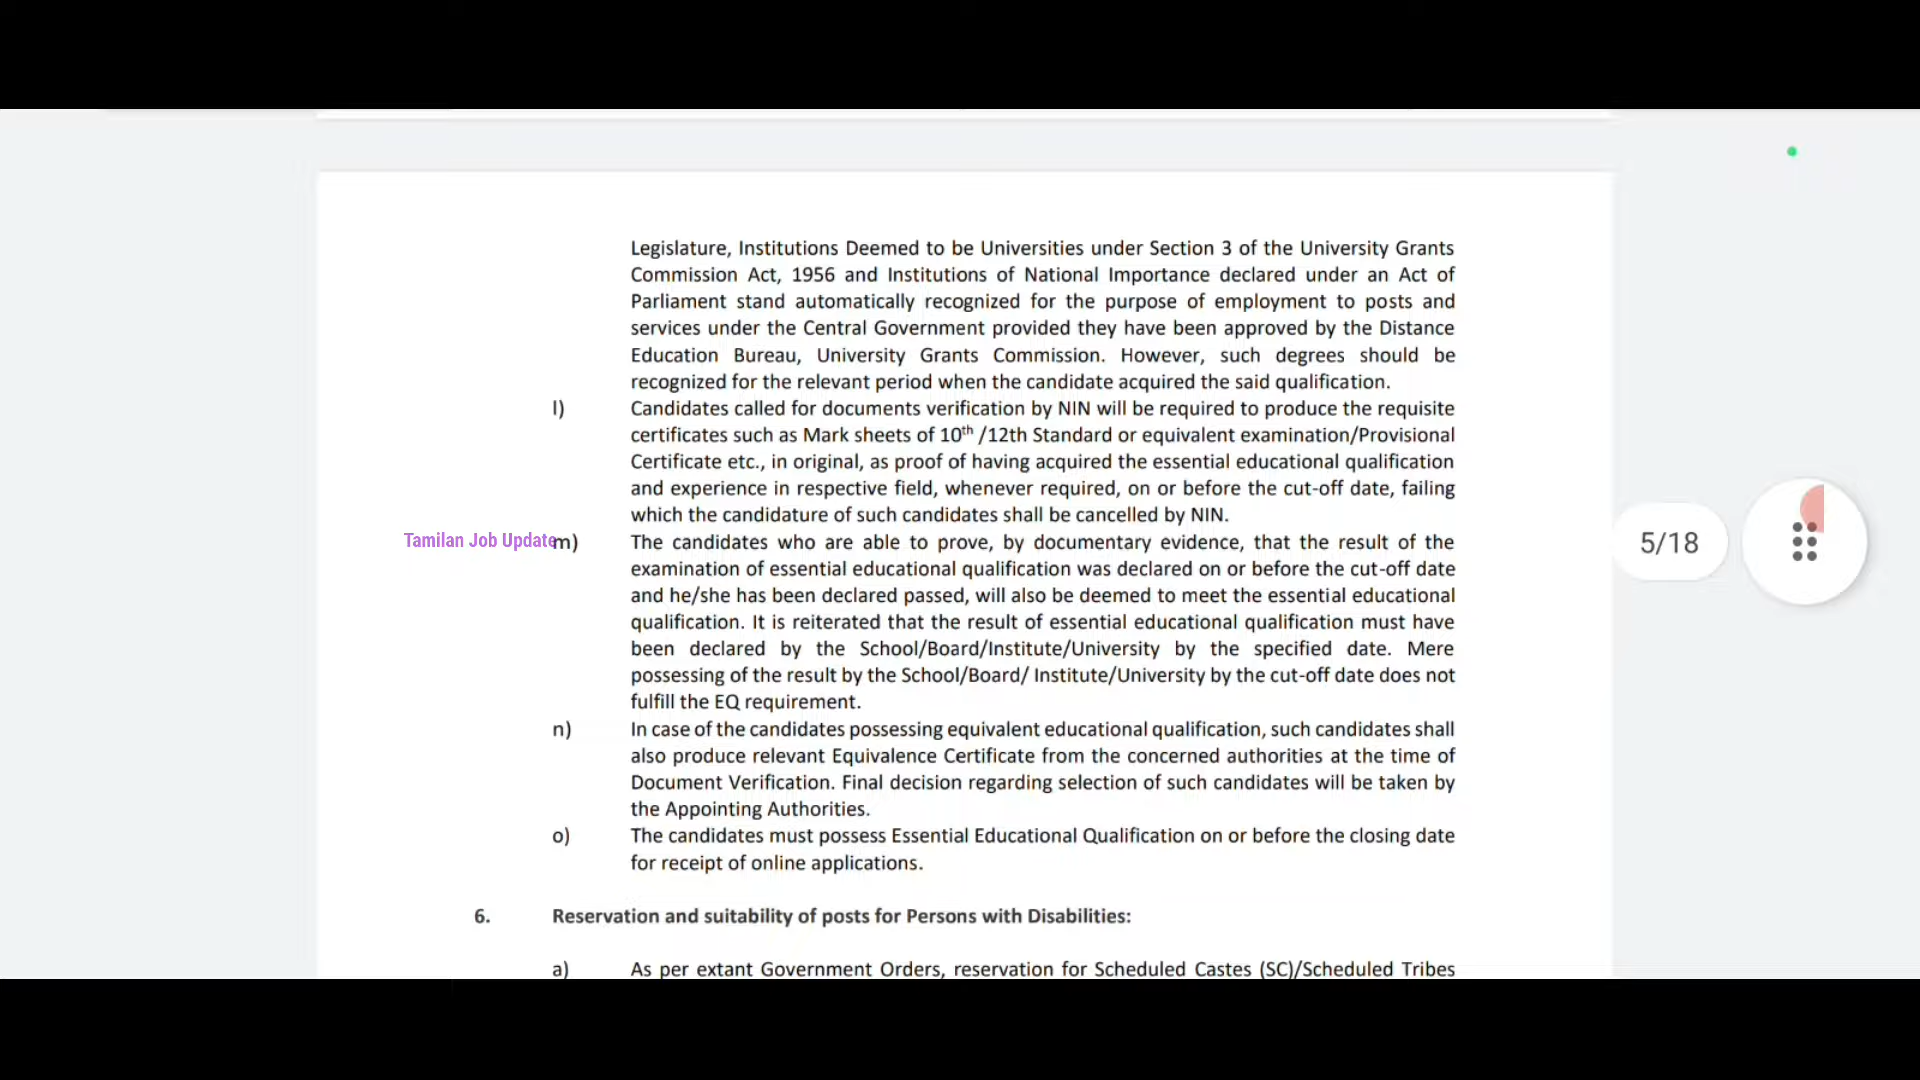 Legislature, Institutions Deemed to be Universities under Section 3 of the University Grants
Commission Act, 1956 and Institutions of National Importance declared under an Act of
Parliament stand automatically recognized for the purpose of employment to posts and
services under the Central Government provided they have been approved by the Distance
Education Bureau, University Grants Commission. However, such degrees should be
recognized for the relevant period when the candidate acquired the said qualification.
l) Candidates called for documents verification by NIN will be required to produce the requisite
certificates such as Mark sheets of 10th /12th Standard or equivalent examination/Provisional
Certificate etc., in original, as proof of having acquired the essential educational qualification
and experience in respective field, whenever required, on or before the cut-off date, failing
which the candidature of such candidates shall be cancelled by NIN.
Tamilan Job Update
m) The candidates who are able to prove, by documentary evidence, that the result of the
examination of essential educational qualification was declared on or before the cut-off date
and he/she has been declared passed, will also be deemed to meet the essential educational
qualification. It is reiterated that the result of essential educational qualification must have
been declared by the School/Board/Institute/University by the specified date. Mere
possessing of the result by the School/Board/ Institute/University by the cut-off date does not
fulfill the EQ requirement.
5/18
n) In case of the candidates possessing equivalent educational qualification, such candidates shall
also produce relevant Equivalence Certificate from the concerned authorities at the time of
Document Verification. Final decision regarding selection of such candidates will be taken by
the Appointing Authorities.
o) The candidates must possess Essential Educational Qualification on or before the closing date
for receipt of online applications.
6. Reservation and suitability of posts for Persons with Disabilities:
a) As per extant Government Orders, reservation for Scheduled Castes (SC)/Scheduled Tribes